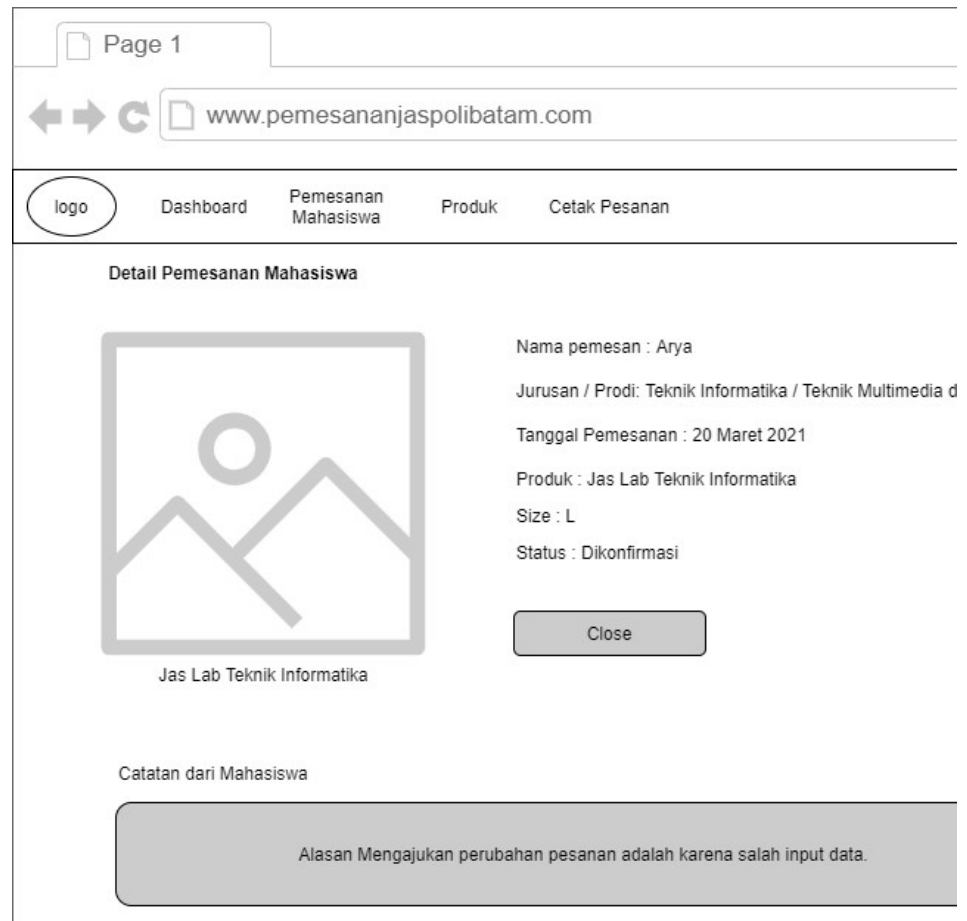 Page 1
www.pemesananjaspolibatam.com
logo
Dashboard
Pemesanan
Mahasiswa
Produk
Cetak Pesanan
Detail Pemesanan Mahasiswa
Nama pemesan : Arya
Jurusan / Prodi: Teknik Informatika / Teknik Multimedia d
Tanggal Pemesanan : 20 Maret 2021
Produk : Jas Lab Teknik Informatika
Size : L
Status : Dikonfirmasi
Close
Jas Lab Teknik Informatika
Catatan dari Mahasiswa
Alasan Mengajukan perubahan pesanan adalah karena salah input data.